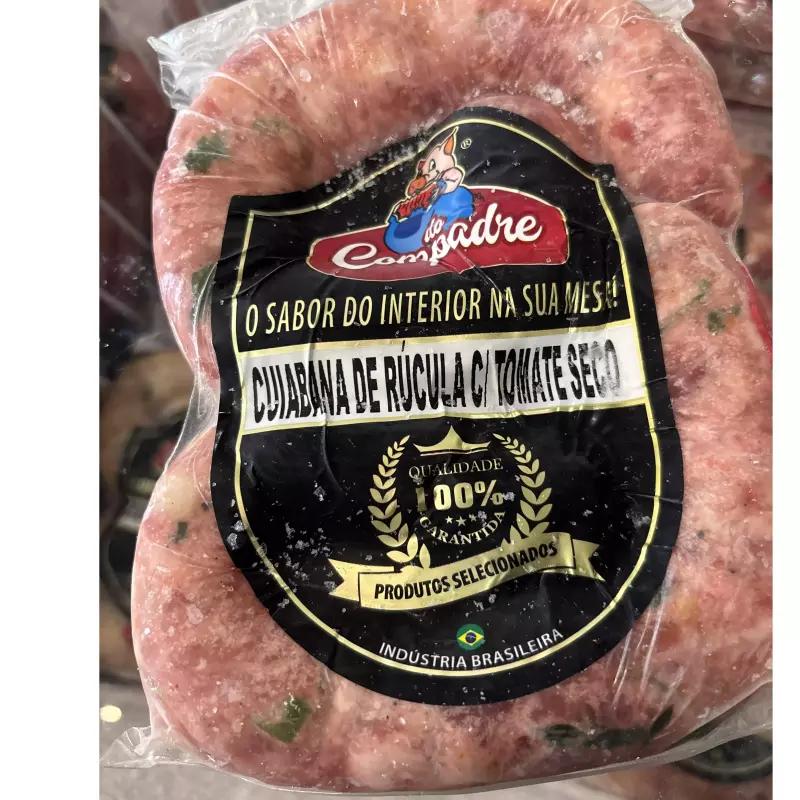 ®
do
Compadre
O SABOR DO INTERIOR NA SUA MESA!
CUIABANA DE RÚCULA C/ TOMATE SECO
QUALIDADE
100%
GARANTIDA
PRODUTOS SELECIONADOS
INDÚSTRIA BRASILEIRA